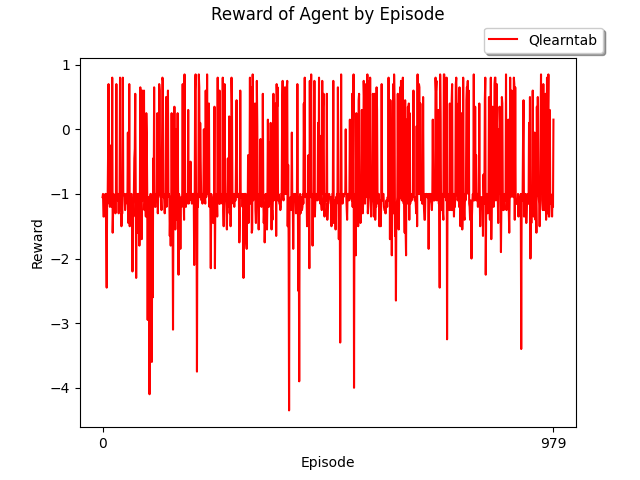 Reward of Agent by Episode
Qlearntab
1
0
−1
−2
−3
−4
Reward
0
979
Episode